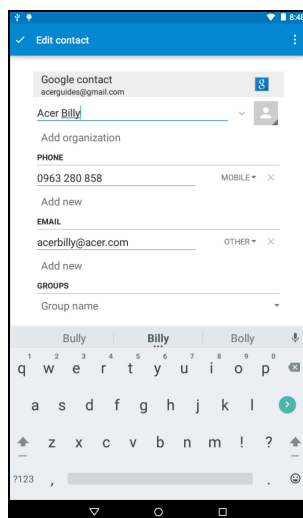 8:48
Edit contact
Google contact
acerguides@gmail.com
8
Acer Billy
Add organization
PHONE
0963 280 858 MOBILE
Add new
EMAIL
acerbilly@acer.com OTHER
Add new
GROUPS
Group name
Bully Billy Bolly
1 2 3 4 5 6 7 8 9 0
q w e r t y u i o p
a s d f g h j k l
z x c v b n m ! ?
?123 , .